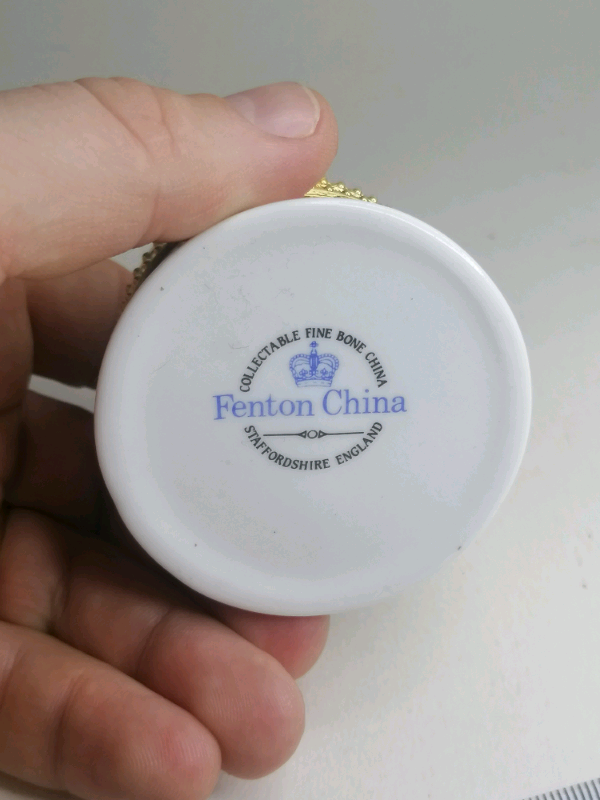 COLLECTABLE FINE BONE CHINA
Fenton China
STAFFORDSHIRE ENGLAND